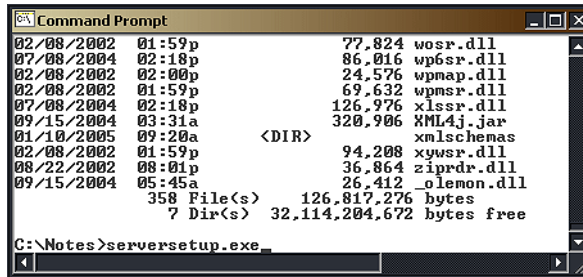 Command Prompt
02/08/2002 01:59p 77,824 wosr.dll
07/08/2004 02:18p 86,016 wp6sr.dll
02/08/2002 02:00p 24,576 wpmap.dll
02/08/2002 01:59p 69,632 wpmsr.dll
07/08/2004 02:18p 126,976 xlssr.dll
09/15/2004 03:31a 320,906 XML4j.jar
01/10/2005 09:20a <DIR> xmlschemas
02/08/2002 01:59p 94,208 xywsr.dll
08/22/2002 08:01p 36,864 ziprdr.dll
09/15/2004 05:45a 26,412 _olemon.dll
358 File(s) 126,817,276 bytes
7 Dir(s) 32,114,204,672 bytes free
C:\Notes>serversetup.exe_